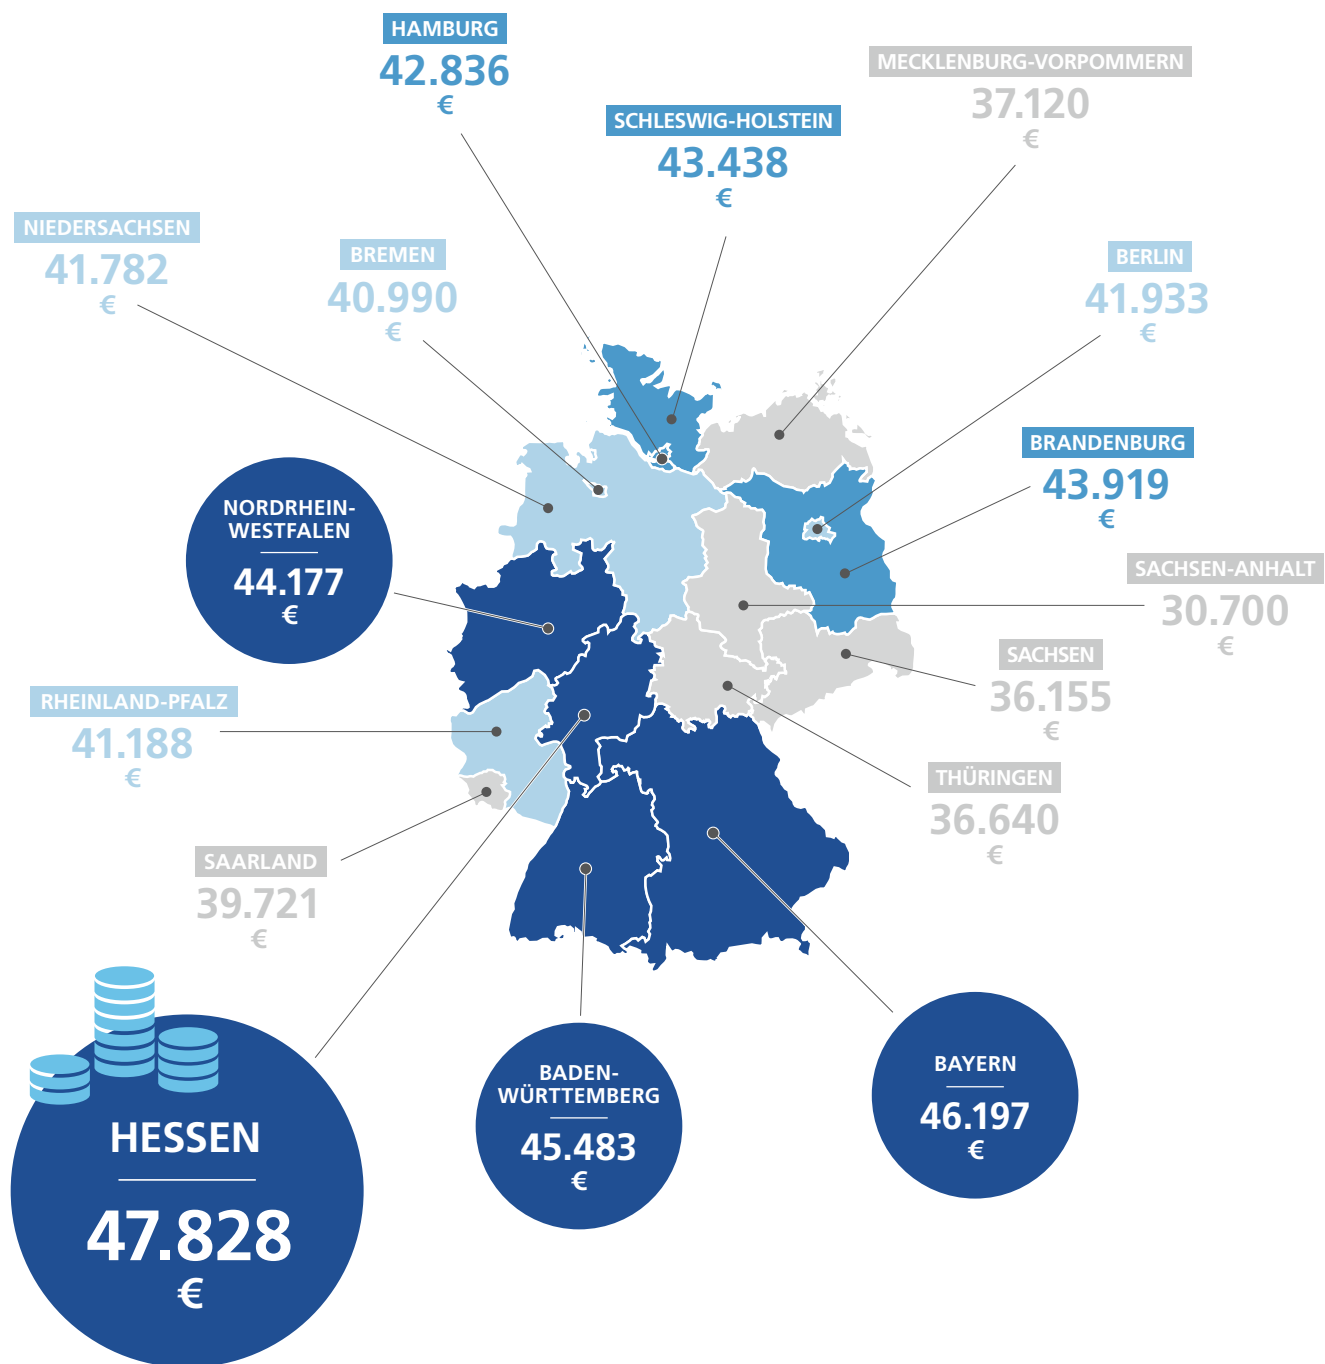 HAMBURG
42.836
€
MECKLENBURG-VORPOMMERN
37.120
€
SCHLESWIG-HOLSTEIN
43.438
€
NIEDERSACHSEN
41.782
€
BREMEN
40.990
€
BERLIN
41.933
€
BRANDENBURG
43.919
€
NORDRHEIN-
WESTFALEN
44.177
€
SACHSEN-ANHALT
30.700
€
SACHSEN
36.155
€
RHEINLAND-PFALZ
41.188
€
THÜRINGEN
36.640
€
SAARLAND
39.721
€
HESSEN
47.828
€
BADEN-
WÜRTTEMBERG
45.483
€
BAYERN
46.197
€